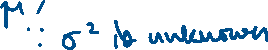 μ : σ² is unknown